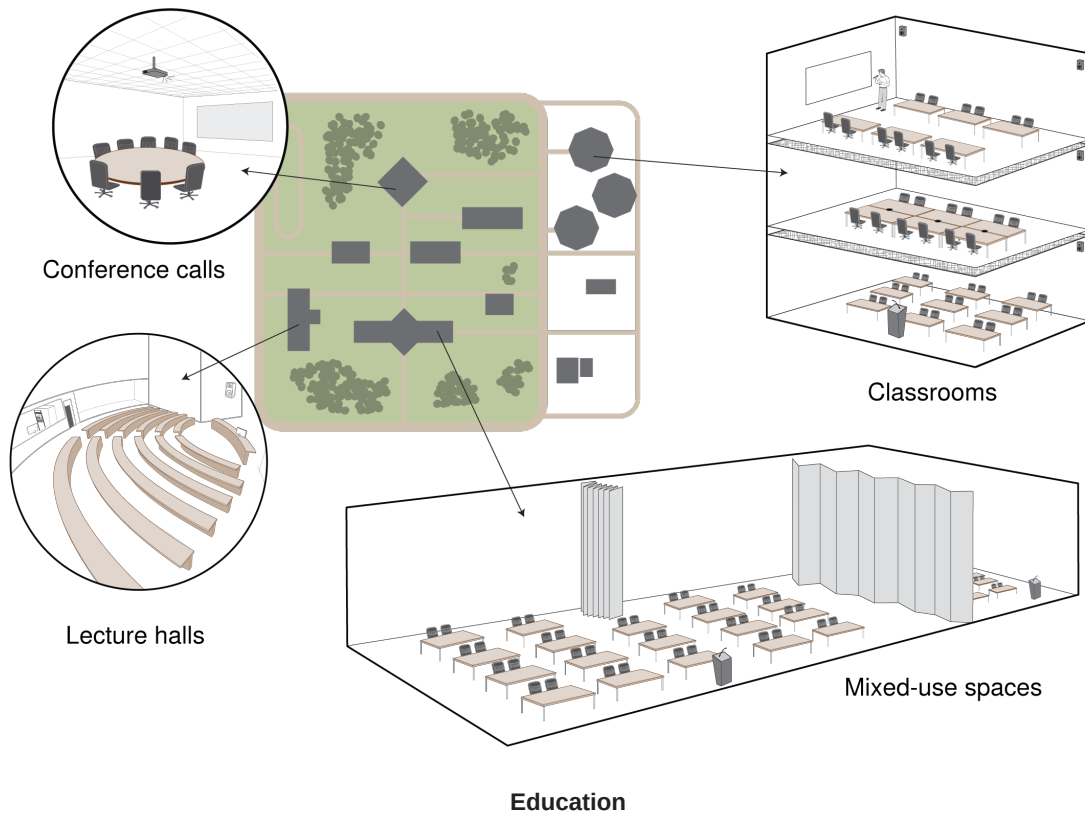 Conference calls
Classrooms
Lecture halls
Mixed-use spaces
Education